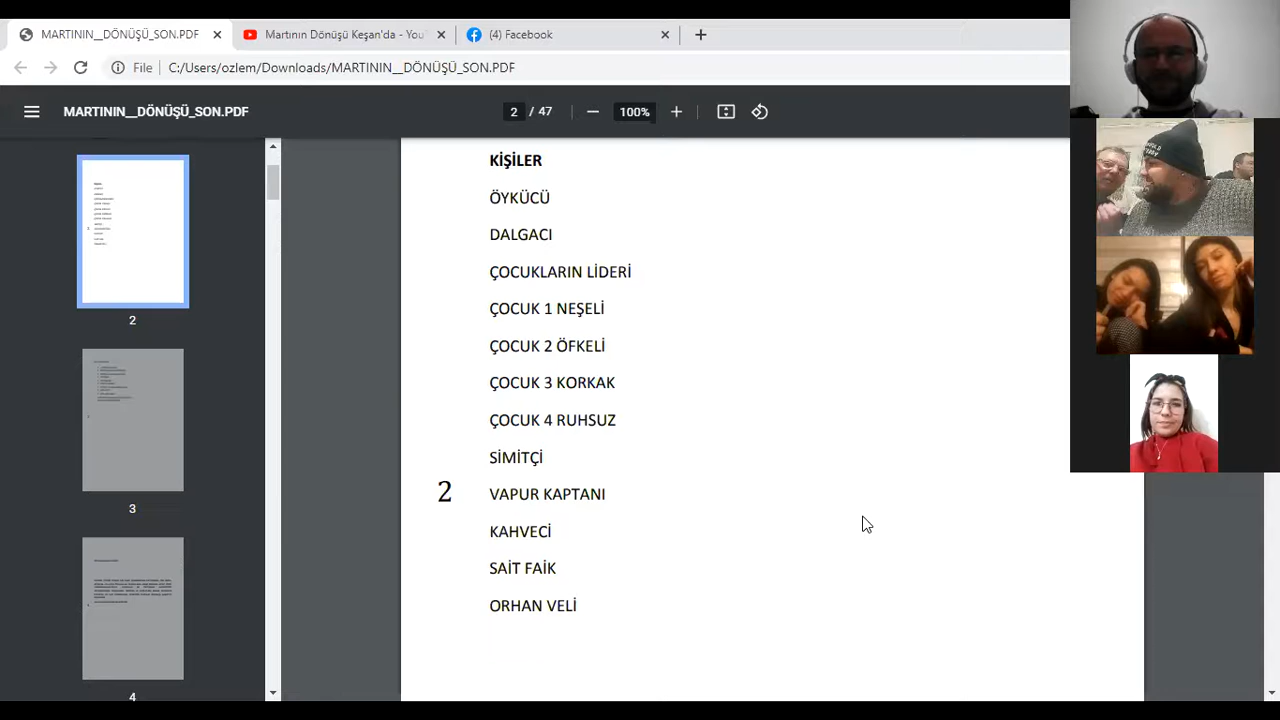 MARTININ__DÖNÜŞÜ_SON.PDF
Martının Dönüşü Keşan'da - You
(4) Facebook
File
C:/Users/ozlem/Downloads/MARTININ__DÖNÜŞÜ_SON.PDF
MARTININ__DÖNÜŞÜ_SON.PDF
2 / 47
100%
KİŞİLER
ÖYKÜCÜ
DALGACI
ÇOCUKLARIN LİDERİ
ÇOCUK 1 NEŞELİ
ÇOCUK 2 ÖFKELİ
ÇOCUK 3 KORKAK
ÇOCUK 4 RUHSUZ
SİMİTÇİ
2
VAPUR KAPTANI
KAHVECİ
SAİT FAİK
ORHAN VELİ
2
3
4